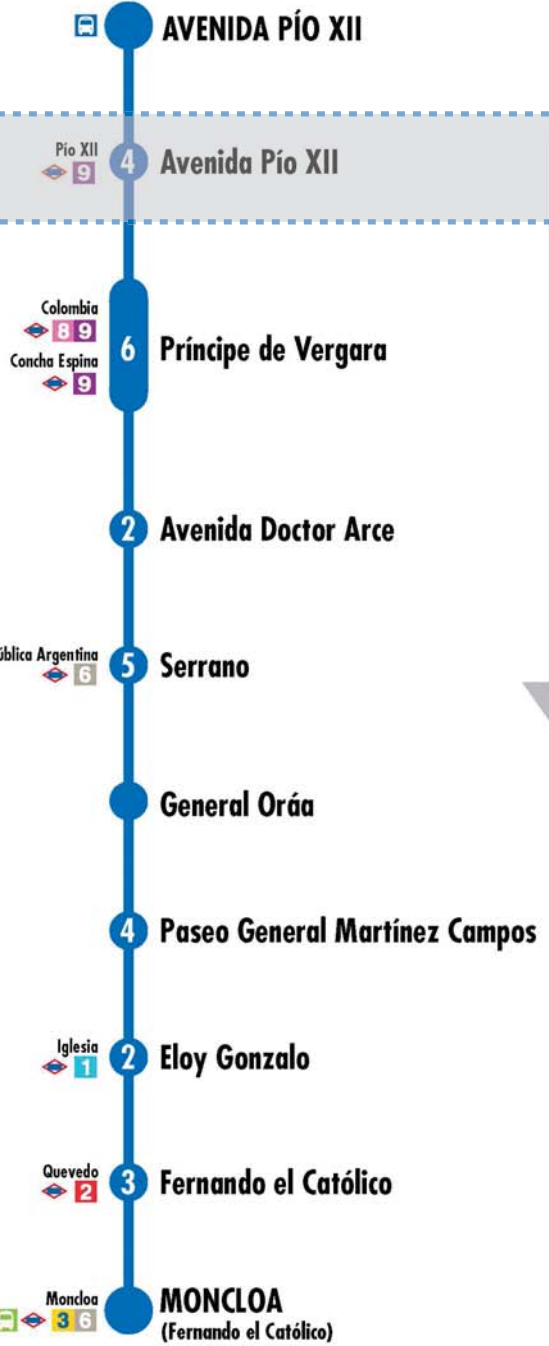 AVENIDA PÍO XII
Pío XII
9
4
Avenida Pío XII
Colombia
8 9
Concha Espina
9
6
Príncipe de Vergara
2
Avenida Doctor Arce
Argentina
6
5
Serrano
General Oráa
4
Paseo General Martínez Campos
Iglesia
1
2
Eloy Gonzalo
Quevedo
2
3
Fernando el Católico
Moncloa
3 6
MONCLOA
(Fernando el Católico)